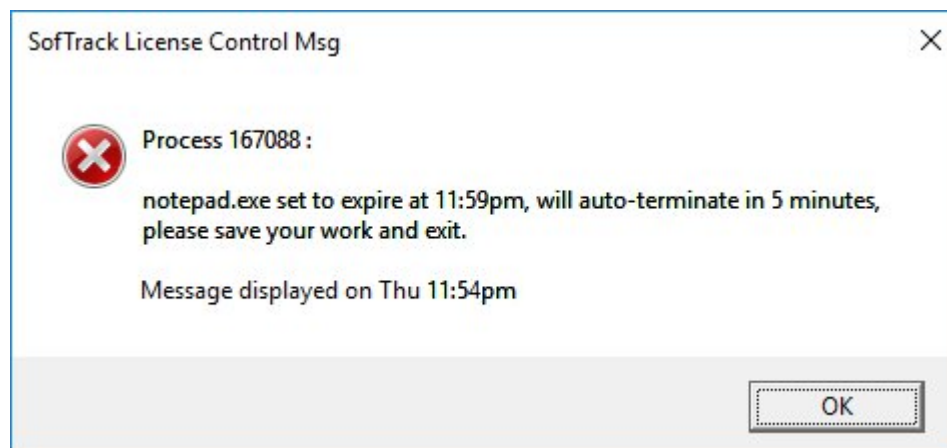 SofTrack License Control Msg
Process 167088 :
notepad.exe set to expire at 11:59pm, will auto-terminate in 5 minutes,
please save your work and exit.
Message displayed on Thu 11:54pm
OK